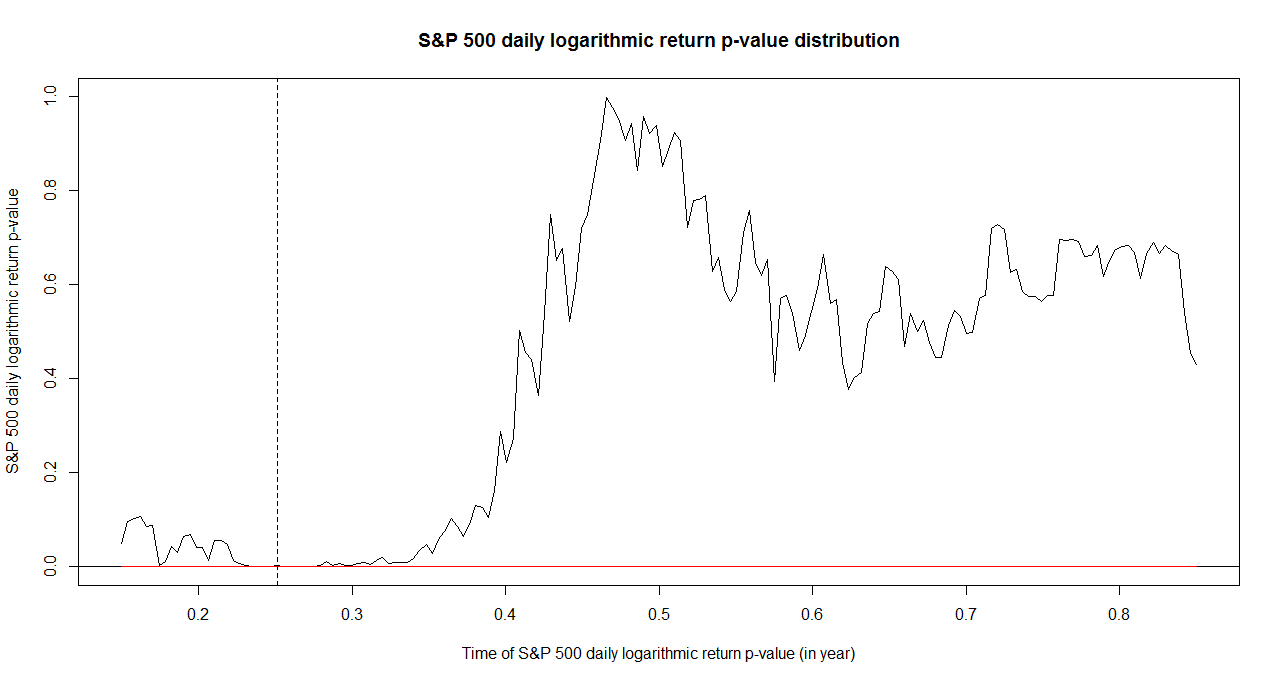 S&P 500 daily logarithmic return p-value distribution
S&P 500 daily logarithmic return p-value
1.0
0.8
0.6
0.4
0.2
0.0
0.2 0.3 0.4 0.5 0.6 0.7 0.8
Time of S&P 500 daily logarithmic return p-value (in year)